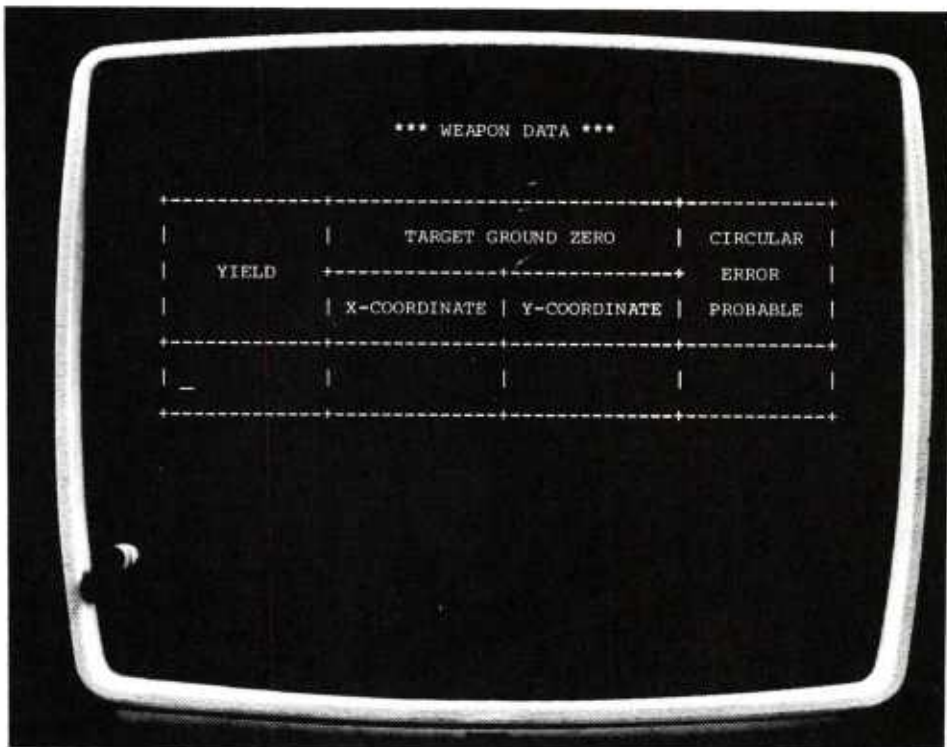 *** WEAPON DATA ***
TARGET GROUND ZERO
CIRCULAR
YIELD
ERROR
X-COORDINATE
Y-COORDINATE
PROBABLE